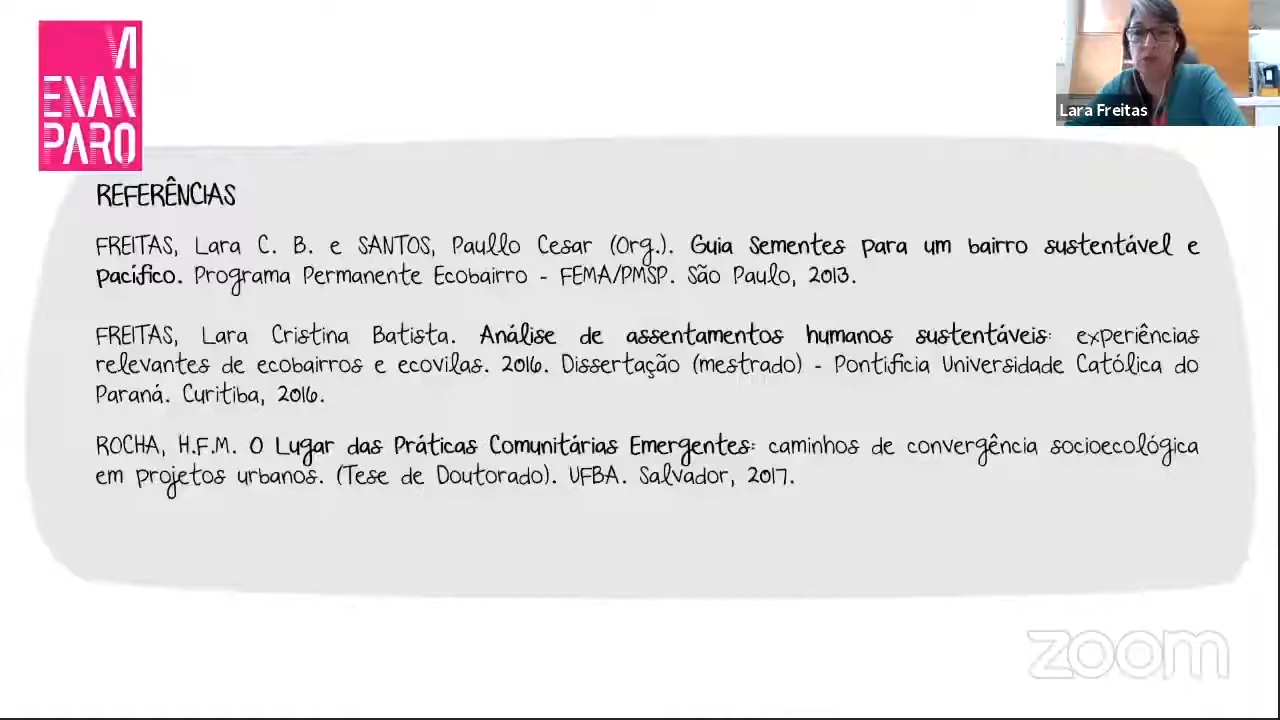 VI
ENAN
PARO
Lara Freitas
REFERÊNCIAS
FREITAS, Lara C. B. e SANTOS, Paullo Cesar (Org.). Guia Sementes para um bairro sustentável e
pacífico. Programa Permanente Ecobairro - FEMA/PMSP. São Paulo, 2013.
FREITAS, Lara Cristina Batista. Análise de assentamentos humanos sustentáveis: experiências
relevantes de ecobairros e ecovilas. 2016. Dissertação (mestrado) - Pontifícia Universidade Católica do
Paraná. Curitiba, 2016.
ROCHA, H.F.M. O Lugar das Práticas Comunitárias Emergentes: caminhos de convergência socioecológica
em projetos urbanos. (Tese de Doutorado). UFBA. Salvador, 2017.
zoom